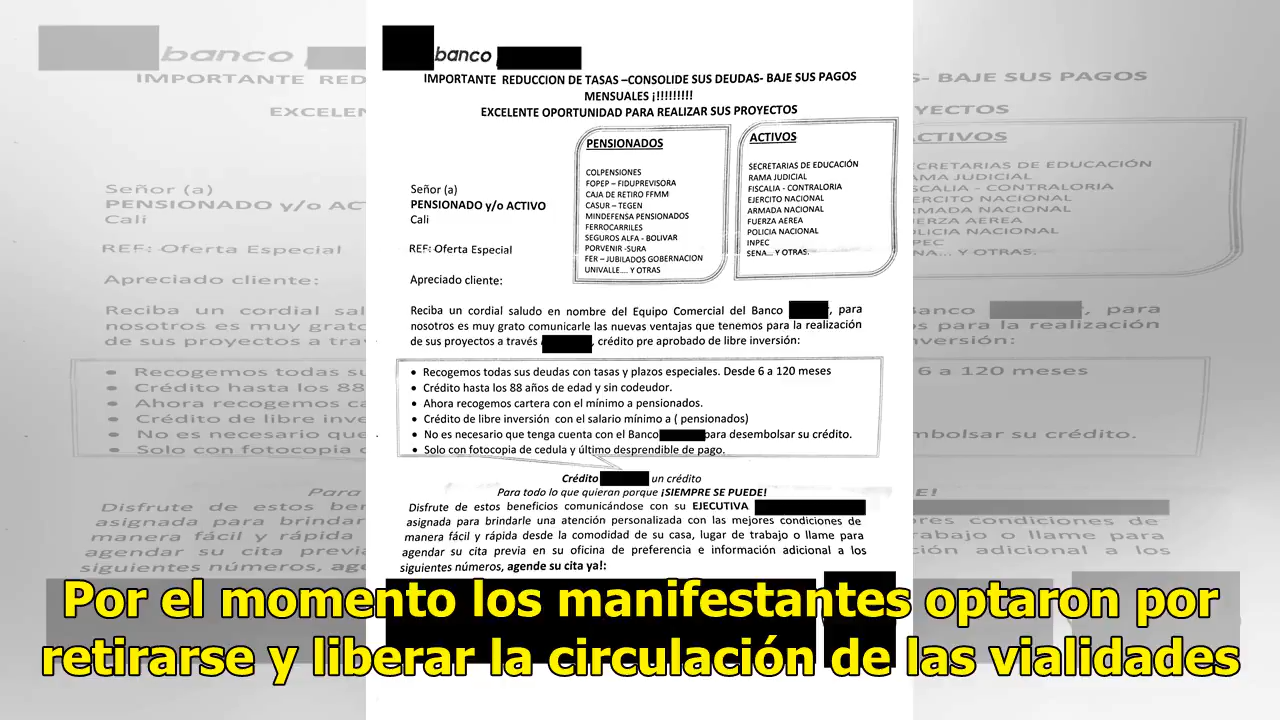 banco
IMPORTANTE REDUCCION DE TASAS –CONSOLIDE SUS DEUDAS- BAJE SUS PAGOS
MENSUALES ¡!!!!!!!!!
EXCELENTE OPORTUNIDAD PARA REALIZAR SUS PROYECTOS
PENSIONADOS
COLPENSIONES
FOPEP – FIDUPREVISORA
CAJA DE RETIRO FFMM
CASUR – TEGEN
MINDEFENSA PENSIONADOS
FERROCARRILES
SEGUROS ALFA - BOLIVAR
PORVENIR -SURA
FER – JUBILADOS GOBERNACION
UNIVALLE.... Y OTRAS
ACTIVOS
SECRETARIAS DE EDUCACIÓN
RAMA JUDICIAL
FISCALIA - CONTRALORIA
EJERCITO NACIONAL
ARMADA NACIONAL
FUERZA AEREA
POLICIA NACIONAL
INPEC
SENA... Y OTRAS.
Señor (a)
PENSIONADO y/o ACTIVO
Cali
REF: Oferta Especial
Apreciado cliente:
Reciba un cordial saludo en nombre del Equipo Comercial del Banco , para
nosotros es muy grato comunicarle las nuevas ventajas que tenemos para la realización
de sus proyectos a través , crédito pre aprobado de libre inversión:
• Recogemos todas sus deudas con tasas y plazos especiales. Desde 6 a 120 meses
• Crédito hasta los 88 años de edad y sin codeudor.
• Ahora recogemos cartera con el mínimo a pensionados.
• Crédito de libre inversión con el salario mínimo a ( pensionados)
• No es necesario que tenga cuenta con el Banco para desembolsar su crédito.
• Solo con fotocopia de cedula y último desprendible de pago.
Crédito un crédito
Para todo lo que quieran porque ¡SIEMPRE SE PUEDE!
Disfrute de estos beneficios comunicándose con su EJECUTIVA
asignada para brindarle una atención personalizada con las mejores condiciones de
manera fácil y rápida desde la comodidad de su casa, lugar de trabajo o llame para
agendar su cita previa en su oficina de preferencia e información adicional a los
siguientes números, agende su cita ya!:
Por el momento los manifestantes optaron por
retirarse y liberar la circulación de las vialidades